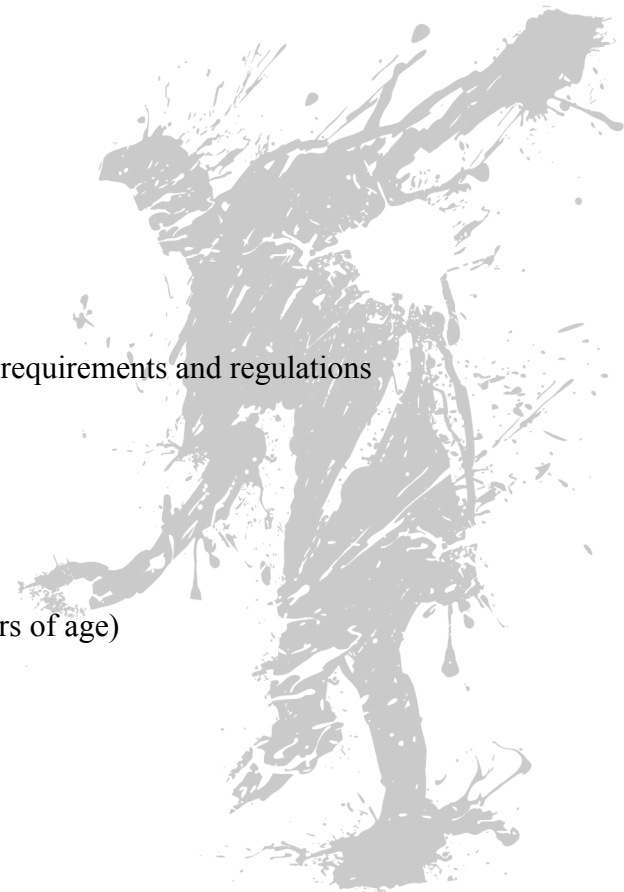 requirements and regulations
rs of age)